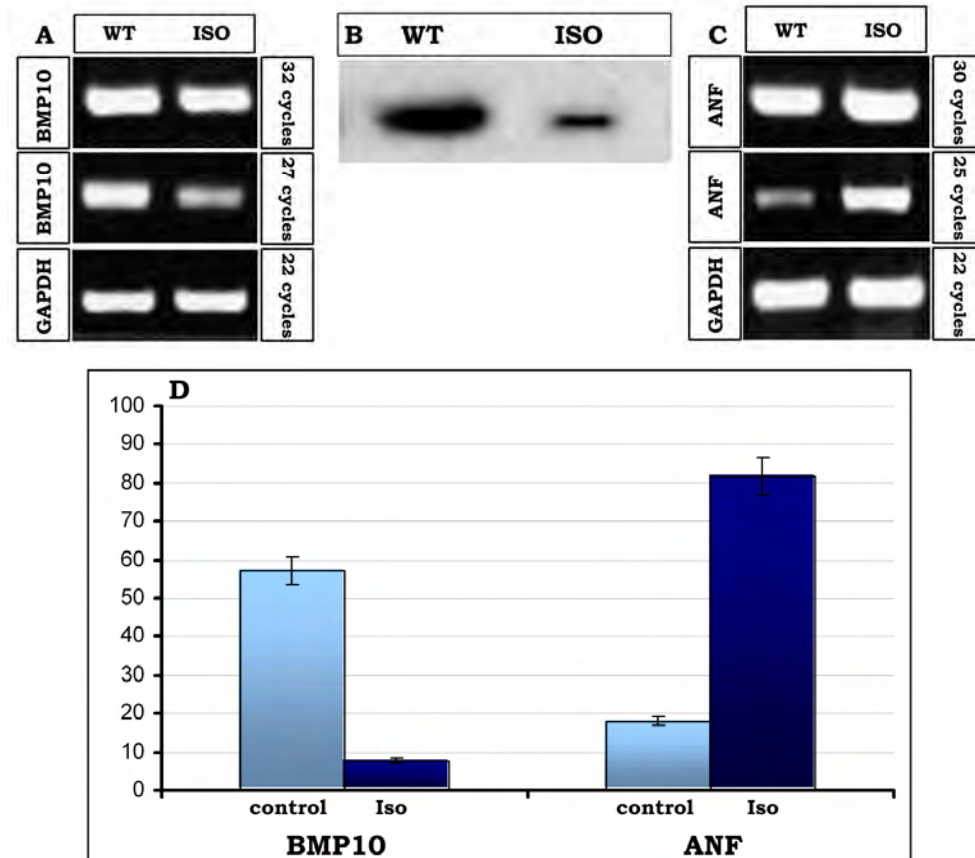 A
WT ISO
BMP10
32 cycles
BMP10
27 cycles
GAPDH
22 cycles
B WT ISO
C
WT ISO
ANF
30 cycles
ANF
25 cycles
GAPDH
22 cycles
D
100
90
80
70
60
50
40
30
20
10
0
control Iso control Iso
BMP10 ANF